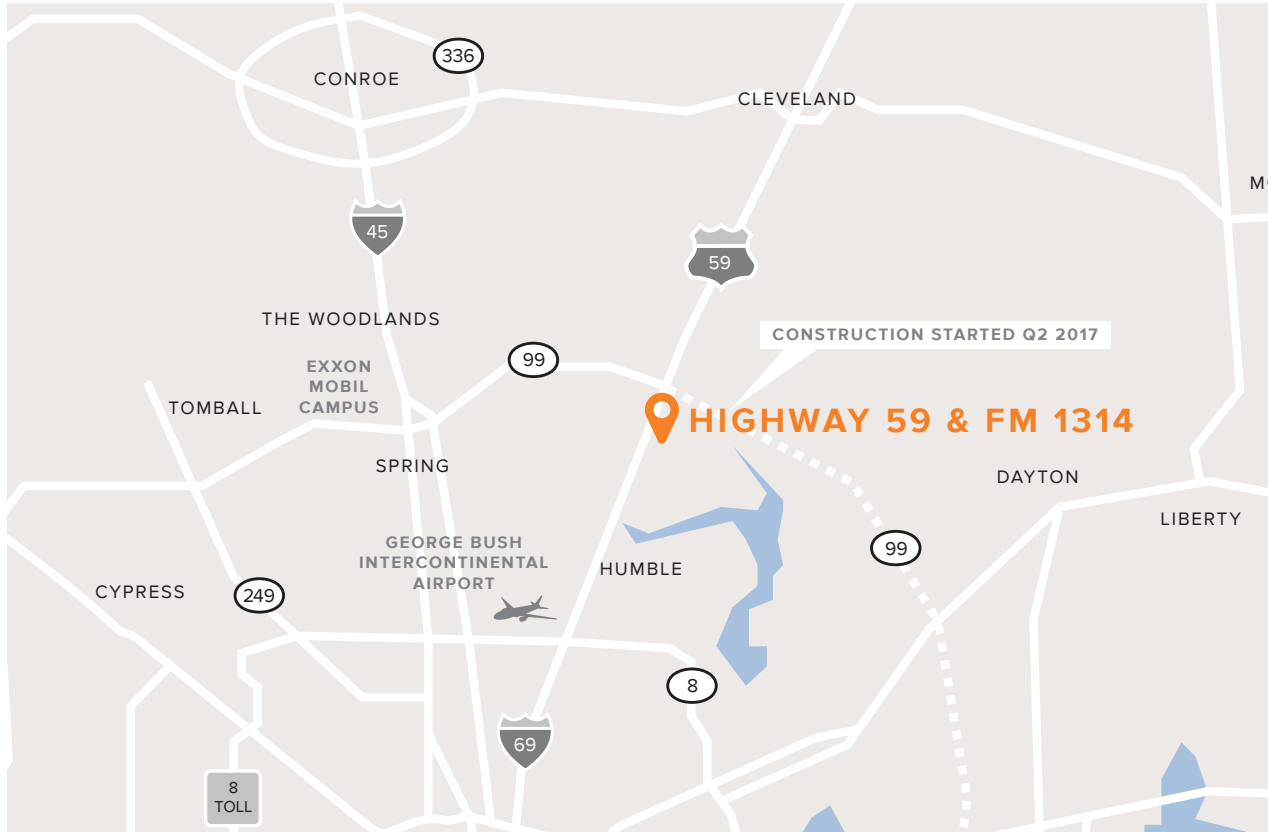 336
CONROE
CLEVELAND
45
59
THE WOODLANDS
CONSTRUCTION STARTED Q2 2017
99
EXXON
MOBIL
CAMPUS
TOMBALL
HIGHWAY 59 & FM 1314
SPRING
DAYTON
LIBERTY
GEORGE BUSH
INTERCONTINENTAL
AIRPORT
99
HUMBLE
CYPRESS
249
8
69
8
TOLL